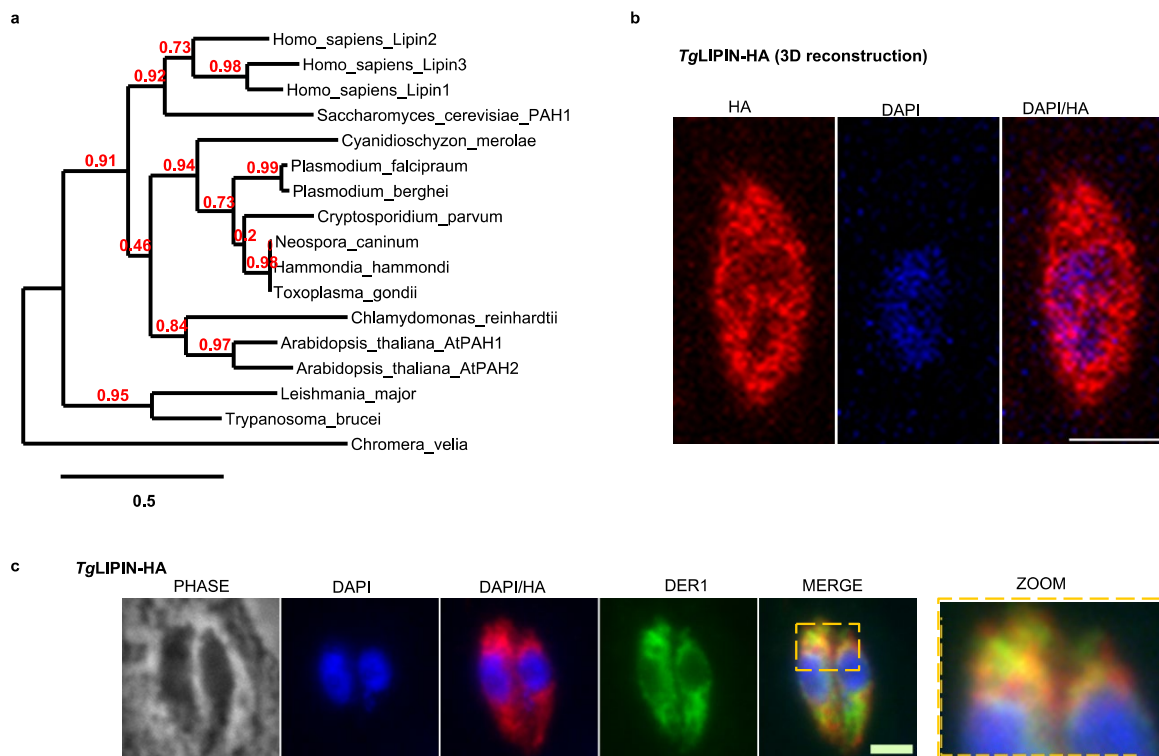 a
Homo_sapiens_Lipin2
0.73
Homo_sapiens_Lipin3
0.98
0.92
Homo_sapiens_Lipin1
Saccharomyces_cerevisiae_PAH1
Cyanidioschyzon_merolae
0.91
0.94
0.99
Plasmodium_falcipraum
Plasmodium_berghei
0.73
Cryptosporidium_parvum
0.46
0.2
Neospora_caninum
0.98
Hammondia_hammondi
Toxoplasma_gondii
Chlamydomonas_reinhardtii
0.84
0.97
Arabidopsis_thaliana_AtPAH1
Arabidopsis_thaliana_AtPAH2
0.95
Leishmania_major
Trypanosoma_brucei
Chromera_velia
0.5
b
TgLIPIN-HA (3D reconstruction)
HA DAPI DAPI/HA
c
TgLIPIN-HA
PHASE DAPI DAPI/HA DER1 MERGE ZOOM